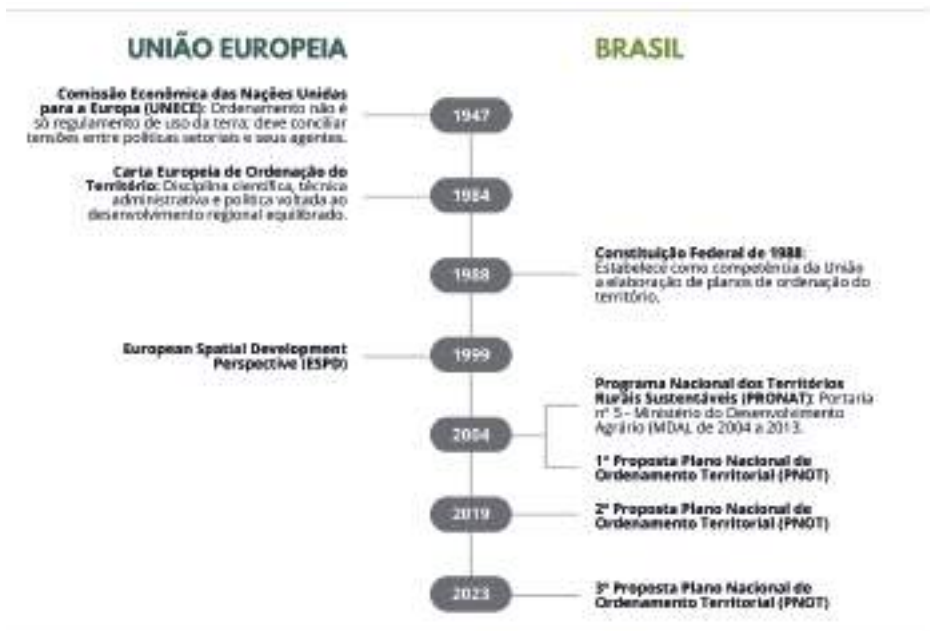 UNIÃO EUROPEIA
BRASIL
Comissão Econômica das Nações Unidas
para a Europa (UNECE): Ordenamento não é
só regulamento de uso da terra; deve conciliar
tensões entre políticas setoriais e seus agentes.
1947
Carta Europeia de Ordenação do
Território: Disciplina científica, técnica
administrativa e política voltada ao
desenvolvimento regional equilibrado.
1984
1988
Constituição Federal de 1988:
Estabelece como competência da União
a elaboração de planos de ordenação do
território.
European Spatial Development
Perspective (ESPD)
1999
2004
Programa Nacional dos Territórios
Rurais Sustentáveis (PRONAT): Portaria
nº 5 - Ministério do Desenvolvimento
Agrário (MDA), de 2004 a 2013.
1ª Proposta Plano Nacional de
Ordenamento Territorial (PNOT)
2019
2ª Proposta Plano Nacional de
Ordenamento Territorial (PNOT)
2023
3ª Proposta Plano Nacional de
Ordenamento Territorial (PNOT)